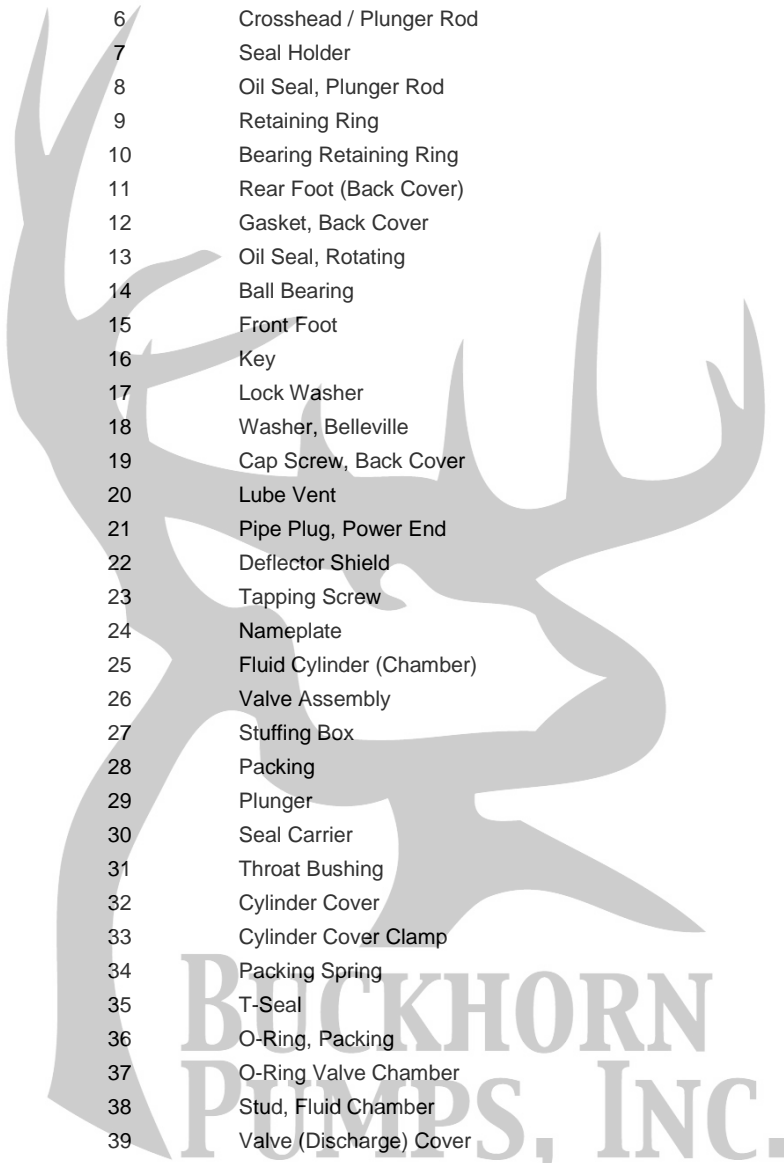 6 Crosshead / Plunger Rod
7 Seal Holder
8 Oil Seal, Plunger Rod
9 Retaining Ring
10 Bearing Retaining Ring
11 Rear Foot (Back Cover)
12 Gasket, Back Cover
13 Oil Seal, Rotating
14 Ball Bearing
15 Front Foot
16 Key
17 Lock Washer
18 Washer, Belleville
19 Cap Screw, Back Cover
20 Lube Vent
21 Pipe Plug, Power End
22 Deflector Shield
23 Tapping Screw
24 Nameplate
25 Fluid Cylinder (Chamber)
26 Valve Assembly
27 Stuffing Box
28 Packing
29 Plunger
30 Seal Carrier
31 Throat Bushing
32 Cylinder Cover
33 Cylinder Cover Clamp
34 Packing Spring
35 T-Seal
36 O-Ring, Packing
37 O-Ring Valve Chamber
38 Stud, Fluid Chamber
39 Valve (Discharge) Cover
BUCKHORN
PUMPS, INC.